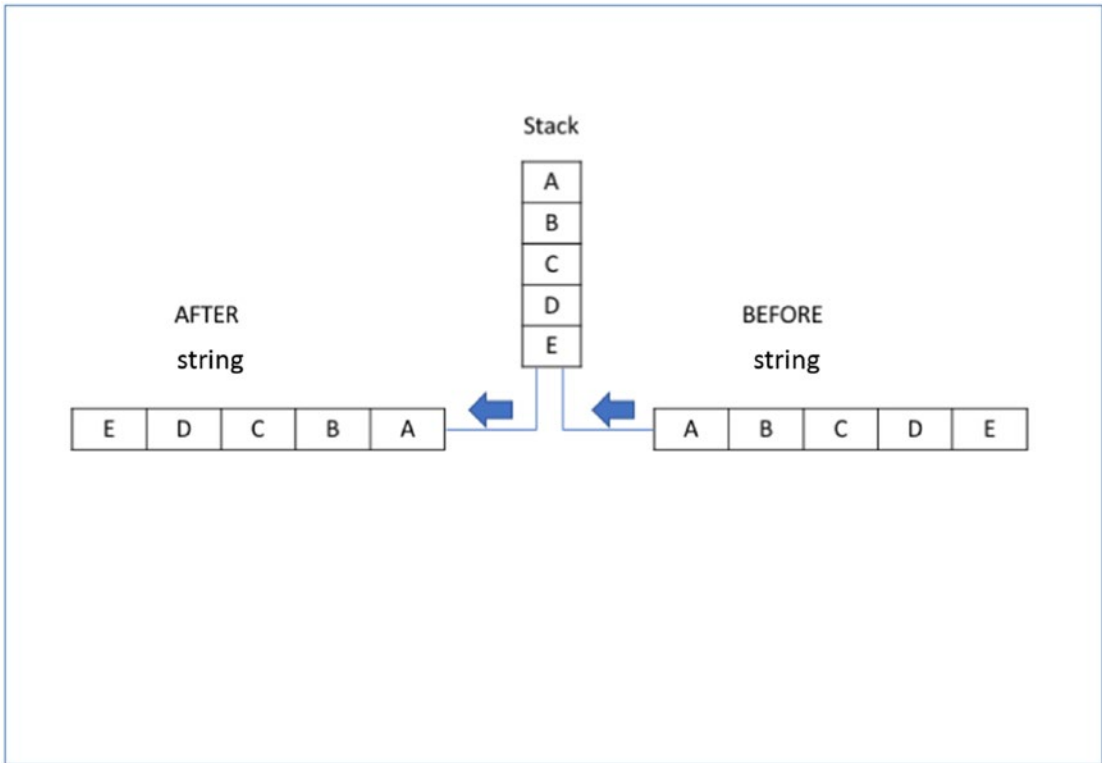 Stack
A
B
C
D
E
AFTER
string
E D C B A
BEFORE
string
A B C D E